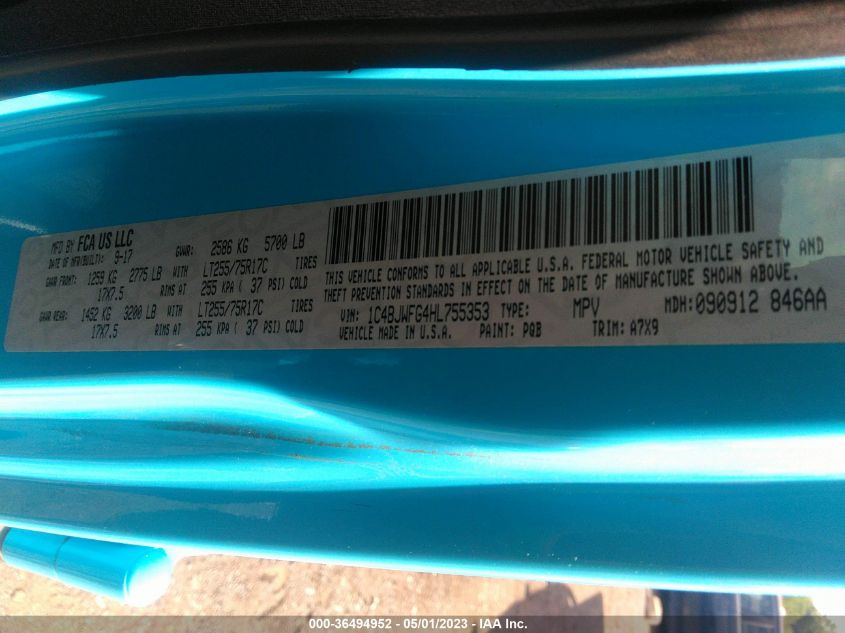 MFD BY FCA US LLC
DATE OF MFR(BUILT): 9-17 GVWR: 2586 KG 5700 LB
GAWR FRONT: 1259 KG 2775 LB WITH LT255/75R17C TIRES
17X7.5 RIMS AT 255 KPA ( 37 PSI) COLD
GAWR REAR: 1452 KG 3200 LB WITH LT255/75R17C TIRES
17X7.5 RIMS AT 255 KPA ( 37 PSI) COLD
THIS VEHICLE CONFORMS TO ALL APPLICABLE U.S.A. FEDERAL MOTOR VEHICLE SAFETY AND
THEFT PREVENTION STANDARDS IN EFFECT ON THE DATE OF MANUFACTURE SHOWN ABOVE.
VIN: 1C4BJWFG4HL755353 TYPE: MPV MDH: 090912 846AA
VEHICLE MADE IN U.S.A. PAINT: PQB TRIM: A7X9
000-36494952 - 05/01/2023 - IAA Inc.